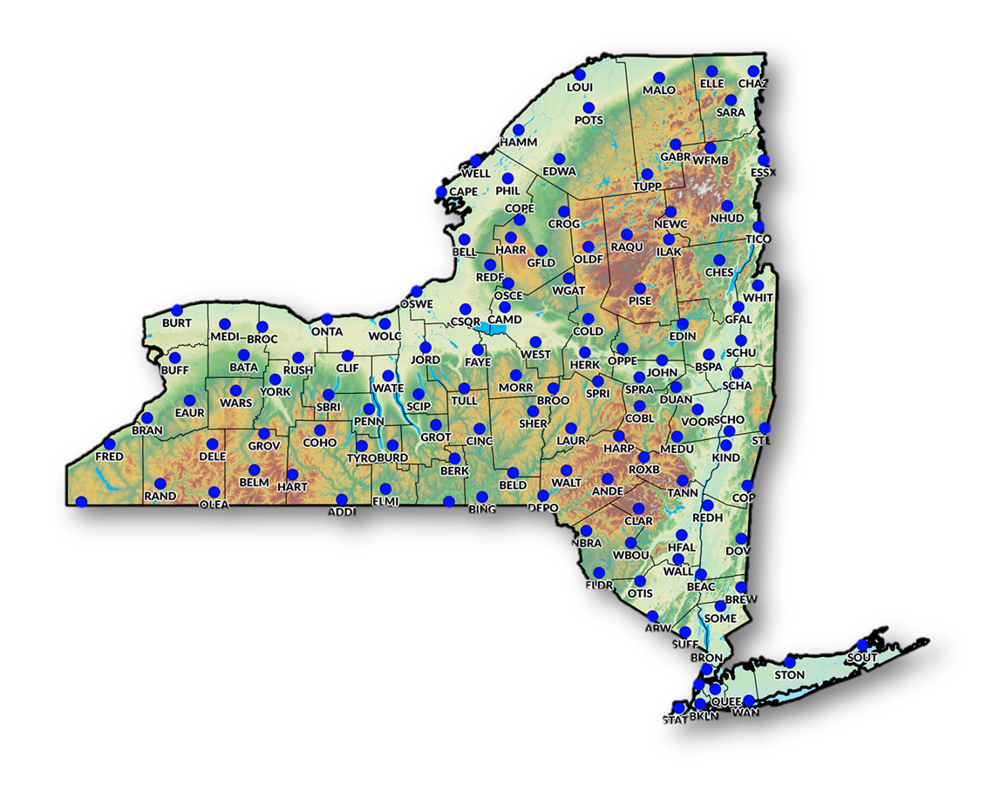 LOUI
MALO
ELLE
CHAZ
POTS
SARA
HAMM
GABR
WFMB
EDWA
WELL
ESSX
PHIL
TUPP
CAPE
COPE
CROG
NEWC
NHUD
BELL
HARR
GFLD
OLDF
RAQU
ILAK
TICO
REDF
CHES
OSCE
WGAT
PISE
WHIT
OSWE
CSQR
CAMD
GFAL
BURT
MEDI
BROC
ONTA
WOLC
COLD
EDIN
BUFF
BATA
RUSH
CLIF
JORD
FAYE
WEST
HERK
OPPE
JOHN
BSPA
SCHU
YORK
WATE
MORR
BROO
SPRI
SPRA
DUAN
SCHA
EAUR
WARS
SBRI
PENN
SCIP
TULL
SHER
COBL
VOOR
SCHO
BRAN
DELE
GROV
COHO
TYRO
BURD
GROT
CINC
LAUR
HARP
MEDU
KIND
FRED
BELM
HART
BERK
BELD
WALT
ANDE
ROXB
TANN
COP
RAND
OLEA
ADDI
ELMI
BING
DEPO
CLAR
REDH
NBRA
WBOU
HFAL
DOV
WALL
OTIS
BEAC
BREW
SOME
SUFF
BRON
STON
SOUT
QUEE
WAN
STAT
BKLN